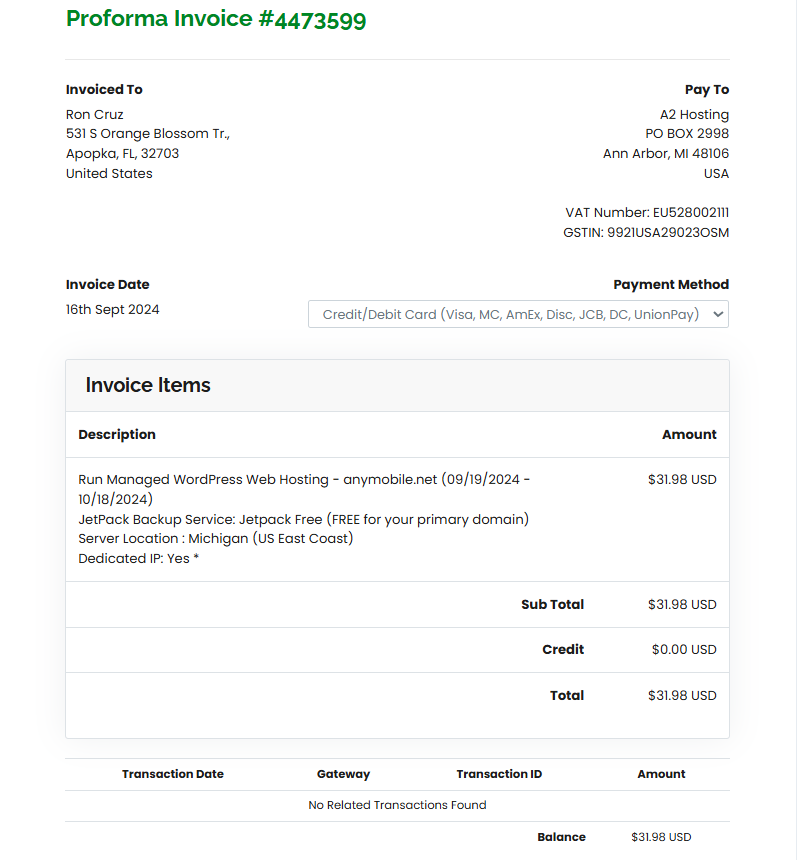 Proforma Invoice #4473599
Invoiced To
Pay To
Ron Cruz
A2 Hosting
531 S Orange Blossom Tr.,
PO BOX 2998
Apopka, FL, 32703
Ann Arbor, MI 48106
United States
USA
VAT Number: EU528002111
GSTIN: 9921USA29023OSM
Invoice Date
Payment Method
16th Sept 2024
Credit/Debit Card (Visa, MC, AmEx, Disc, JCB, DC, UnionPay)
Invoice Items
Description
Amount
Run Managed WordPress Web Hosting - anymobile.net (09/19/2024 -
$31.98 USD
10/18/2024)
JetPack Backup Service: Jetpack Free (FREE for your primary domain)
Server Location : Michigan (US East Coast)
Dedicated IP: Yes *
Sub Total
$31.98 USD
Credit
$0.00 USD
Total
$31.98 USD
Transaction Date
Gateway
Transaction ID
Amount
No Related Transactions Found
Balance
$31.98 USD